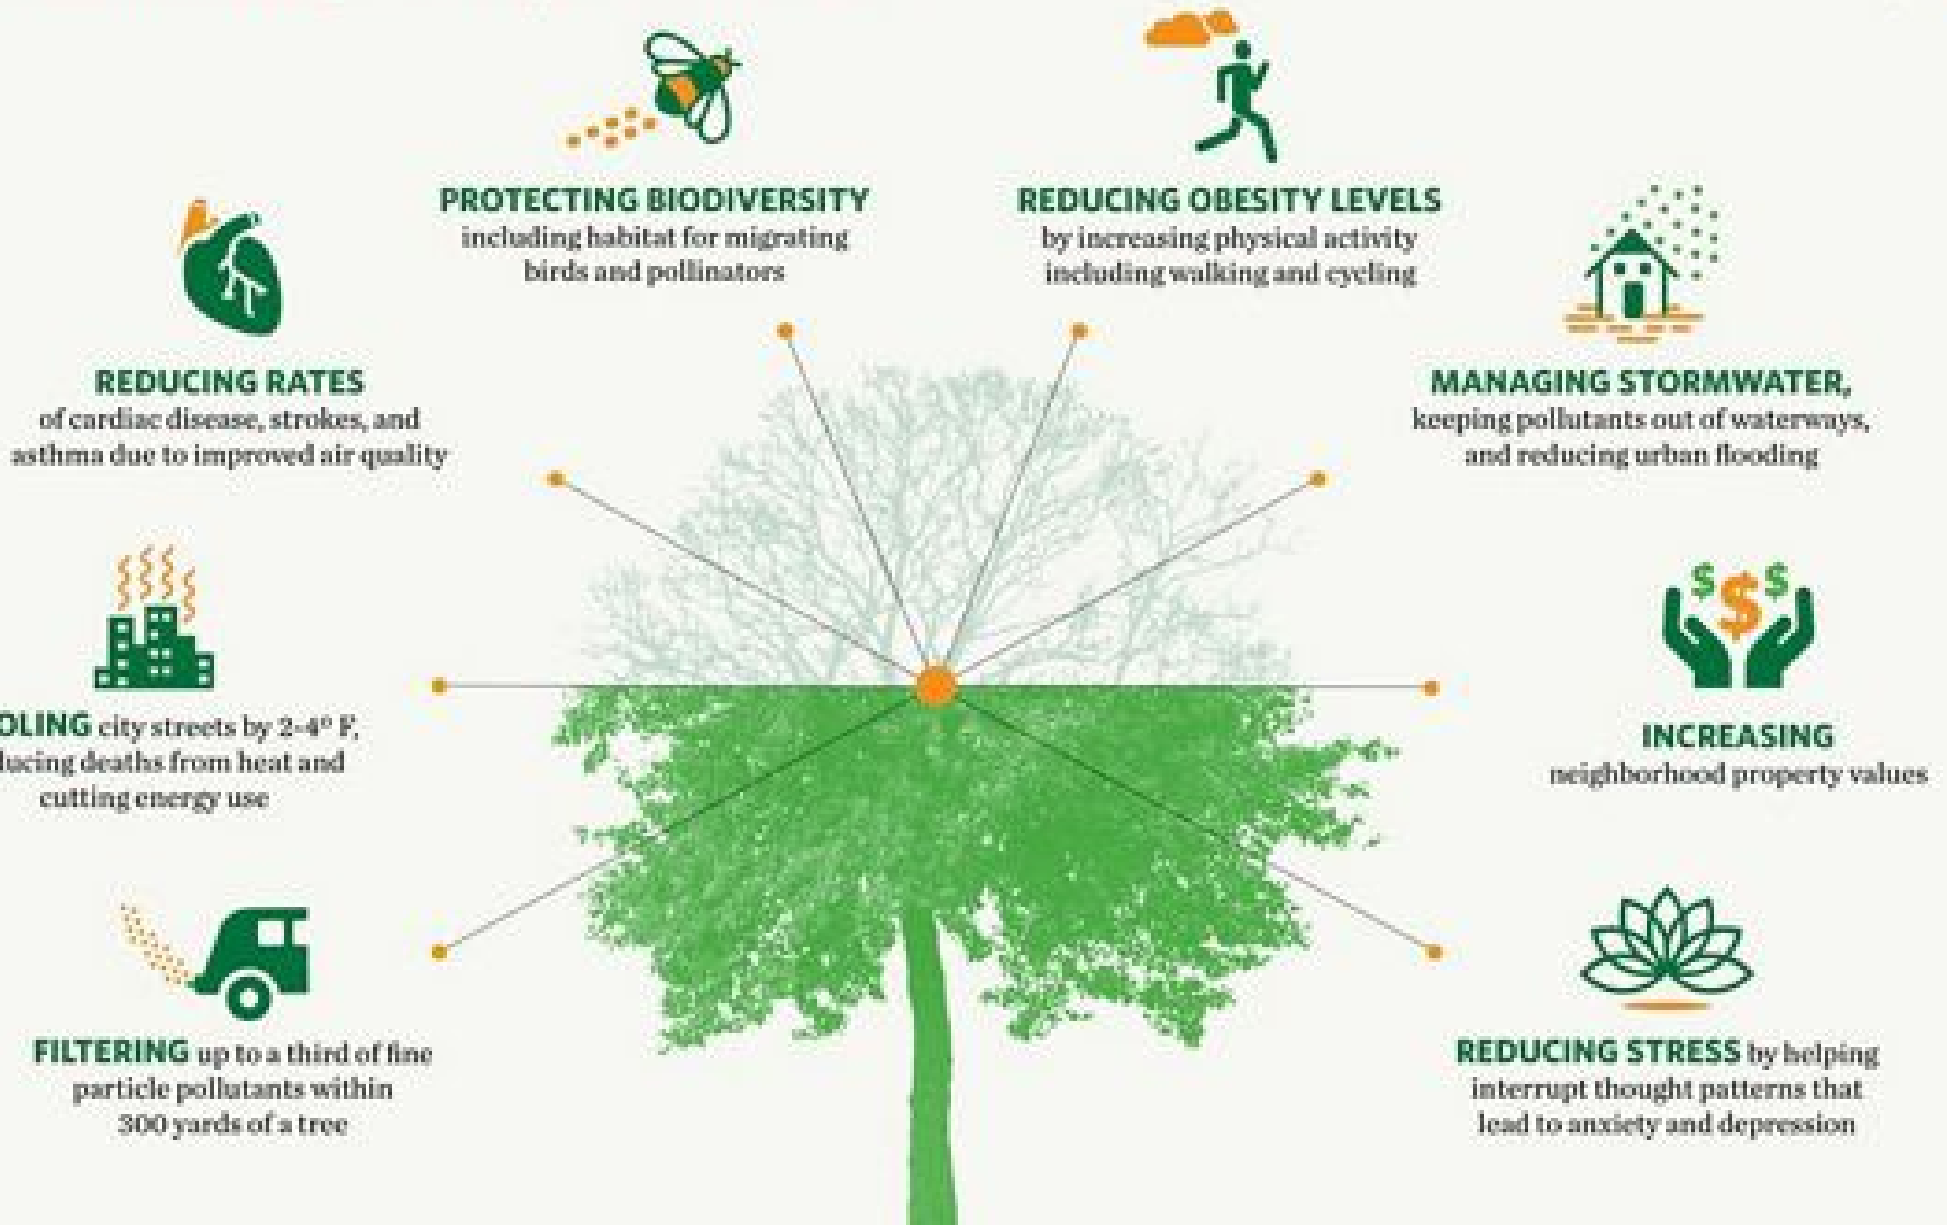 PROTECTING BIODIVERSITY
including habitat for migrating
birds and pollinators
REDUCING OBESITY LEVELS
by increasing physical activity
including walking and cycling
REDUCING RATES
of cardiac disease, strokes, and
asthma due to improved air quality
MANAGING STORMWATER,
keeping pollutants out of waterways,
and reducing urban flooding
OLING city streets by 2-4° F,
ducing deaths from heat and
cutting energy use
$ $ $
INCREASING
neighborhood property values
FILTERING up to a third of fine
particle pollutants within
300 yards of a tree
REDUCING STRESS by helping
interrupt thought patterns that
lead to anxiety and depression